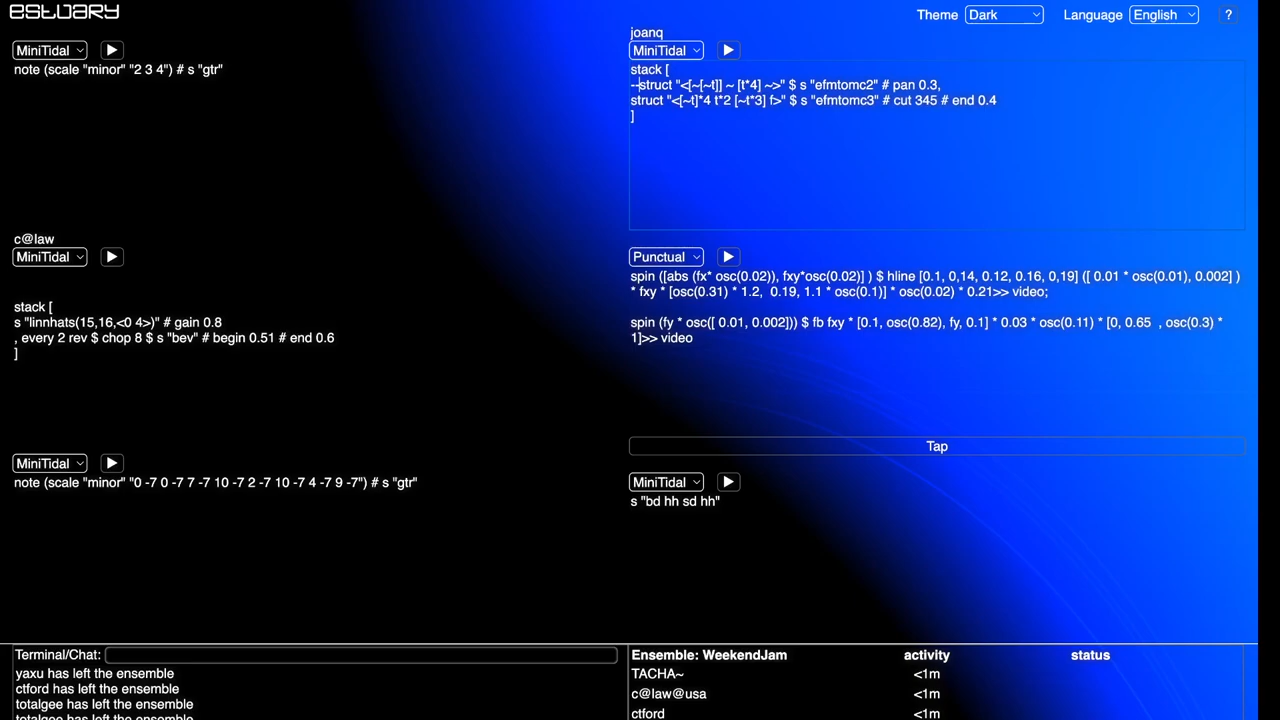 estuary
Theme Dark Language English ?
MiniTidal
note (scale "minor" "2 3 4") # s "gtr"
joanq
MiniTidal
stack [
--struct "<[~[~t]] ~ [t*4] ~>" $ s "efmtomc2" # pan 0.3,
struct "<[~t]*4 t*2 [~t*3] f>" $ s "efmtomc3" # cut 345 # end 0.4
]
c@law
MiniTidal
stack [
s "linnhats(15,16,<0 4>)" # gain 0.8
, every 2 rev $ chop 8 $ s "bev" # begin 0.51 # end 0.6
]
Punctual
spin ([abs (fx* osc(0.02)), fxy*osc(0.02)] ) $ hline [0.1, 0,14, 0.12, 0.16, 0,19] ([ 0.01 * osc(0.01), 0.002] )
* fxy * [osc(0.31) * 1.2, 0.19, 1.1 * osc(0.1)] * osc(0.02) * 0.21>> video;
spin (fy * osc([ 0.01, 0.002])) $ fb fxy * [0.1, osc(0.82), fy, 0.1] * 0.03 * osc(0.11) * [0, 0.65 , osc(0.3) *
1]>> video
Tap
MiniTidal
note (scale "minor" "0 -7 0 -7 7 -7 10 -7 2 -7 10 -7 4 -7 9 -7") # s "gtr"
MiniTidal
s "bd hh sd hh"
Terminal/Chat:
yaxu has left the ensemble
ctford has left the ensemble
totalgee has left the ensemble
totalgee has left the ensemble
Ensemble: WeekendJam activity status
TACHA~ <1m
c@law@usa <1m
ctford <1m